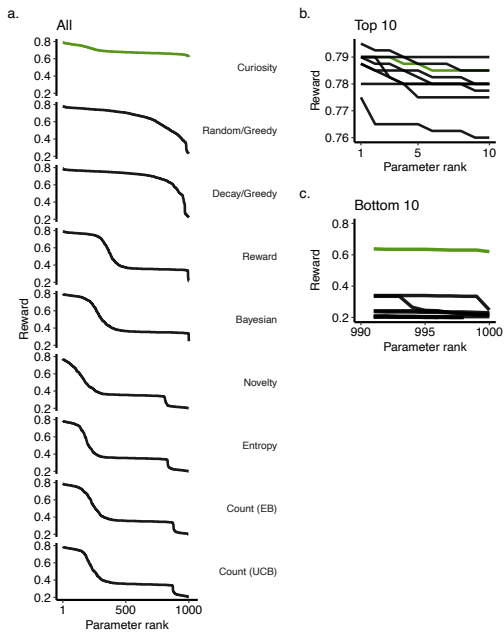 a.
All
0.8
0.6
0.4
0.2
Curiosity
0.8
0.6
0.4
0.2
Random/Greedy
0.8
0.6
0.4
0.2
Decay/Greedy
0.8
0.6
0.4
0.2
Reward
0.8
0.6
0.4
0.2
Bayesian
0.8
0.6
0.4
0.2
Novelty
0.8
0.6
0.4
0.2
Entropy
0.8
0.6
0.4
0.2
Count (EB)
0.8
0.6
0.4
0.2
Count (UCB)
Reward
1
500
1000
Parameter rank
b.
Top 10
0.79
0.78
0.77
0.76
Reward
1
5
10
Parameter rank
c.
Bottom 10
0.8
0.6
0.4
0.2
Reward
990
995
1000
Parameter rank